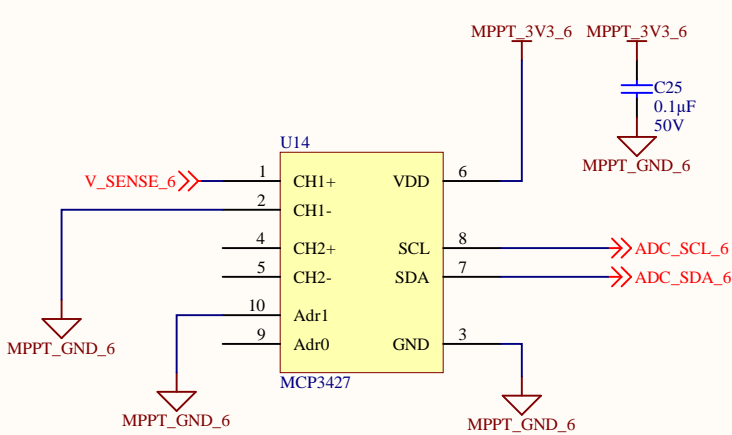 MPPT_3V3_6 MPPT_3V3_6
C25
0.1µF
50V
MPPT_GND_6
U14
V_SENSE_6 1 CH1+ VDD 6
2 CH1-
4 CH2+ SCL 8 ADC_SCL_6
5 CH2- SDA 7 ADC_SDA_6
10 Adr1
9 Adr0 GND 3
MPPT_GND_6
MCP3427
MPPT_GND_6 MPPT_GND_6